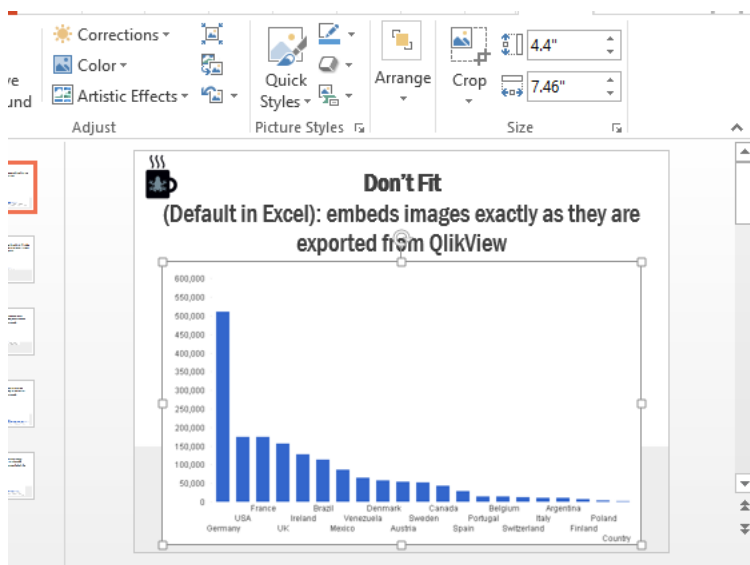 Corrections
Color
Artistic Effects
ve
und
Adjust
Quick
Styles
Picture Styles
Arrange
Crop
4.4"
7.46"
Size
Don't Fit
(Default in Excel): embeds images exactly as they are
exported from QlikView
600,000
550,000
500,000
450,000
400,000
350,000
300,000
250,000
200,000
150,000
100,000
50,000
0
France Brazil Denmark Canada Belgium Argentina
USA Ireland Venezuela Sweden Portugal Italy Poland
Germany UK Mexico Austria Spain Switzerland Finland
Country